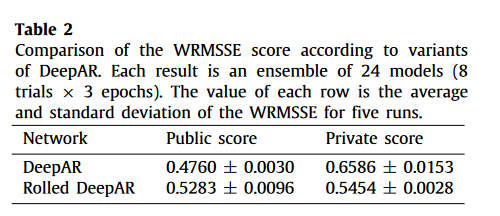 Table 2
Comparison of the WRMSSE score according to variants
of DeepAR. Each result is an ensemble of 24 models (8
trials × 3 epochs). The value of each row is the average
and standard deviation of the WRMSSE for five runs.
Network Public score Private score
DeepAR 0.4760 ± 0.0030 0.6586 ± 0.0153
Rolled DeepAR 0.5283 ± 0.0096 0.5454 ± 0.0028